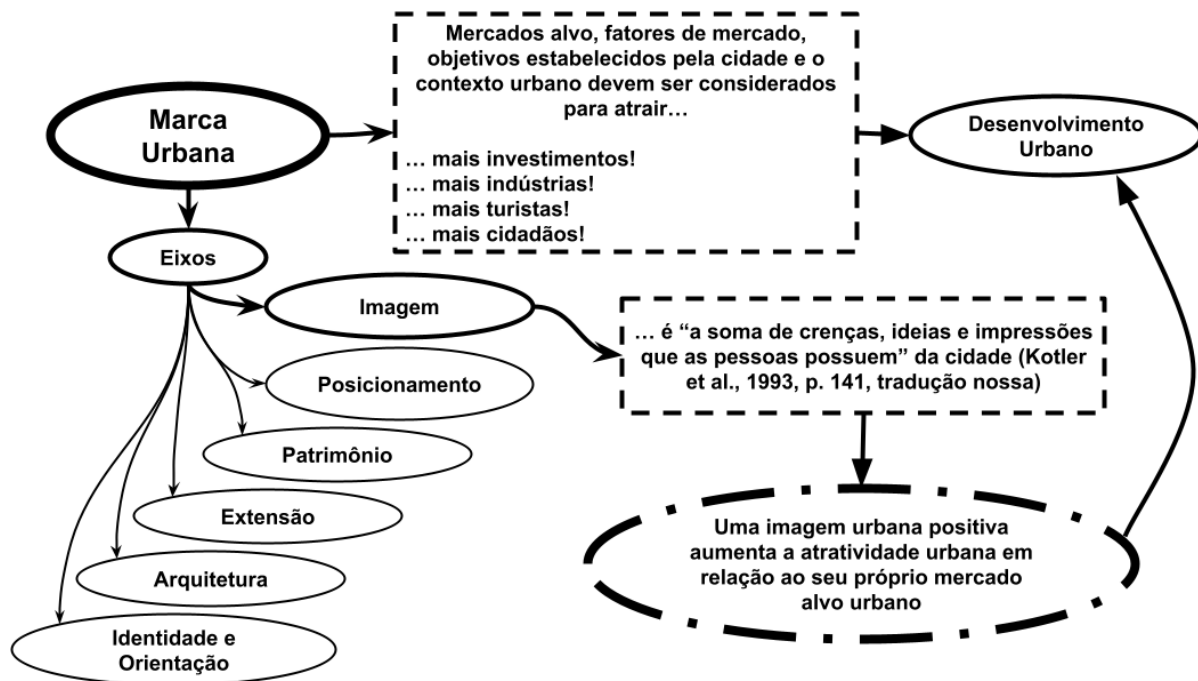 Marca
Urbana
Mercados alvo, fatores de mercado,
objetivos estabelecidos pela cidade e o
contexto urbano devem ser considerados
para atrair…
… mais investimentos!
… mais indústrias!
… mais turistas!
… mais cidadãos!
Desenvolvimento
Urbano
Eixos
Imagem
… é “a soma de crenças, ideias e impressões
que as pessoas possuem” da cidade (Kotler
et al., 1993, p. 141, tradução nossa)
Posicionamento
Patrimônio
Extensão
Arquitetura
Identidade e
Orientação
Uma imagem urbana positiva
aumenta a atratividade urbana em
relação ao seu próprio mercado
alvo urbano